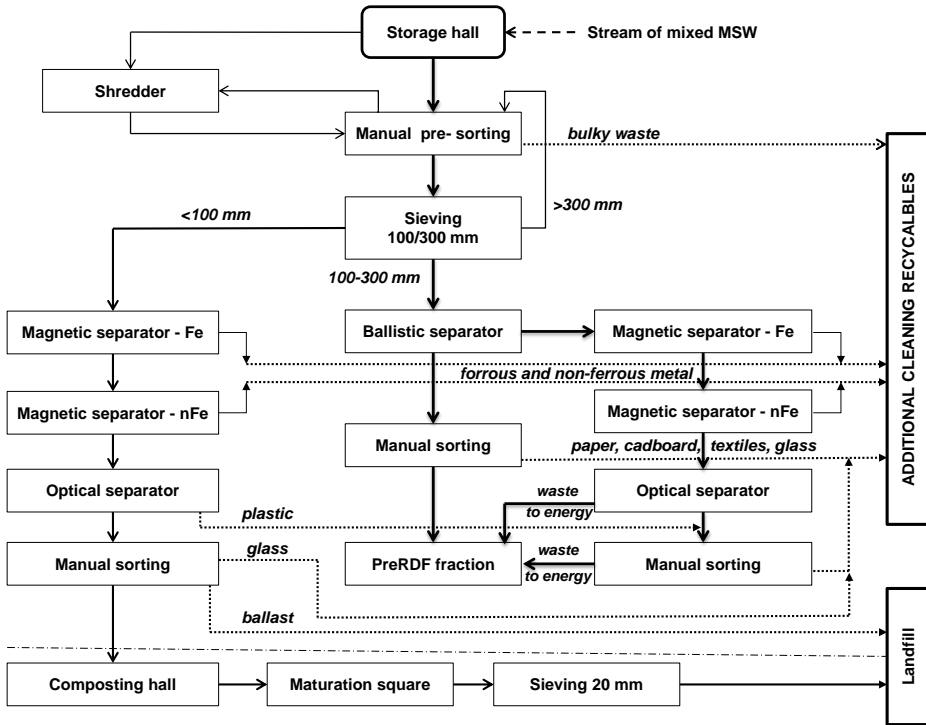 Storage hall
Stream of mixed MSW
Shredder
Manual pre- sorting
bulky waste
<100 mm
Sieving
100/300 mm
>300 mm
100-300 mm
Magnetic separator - Fe
Ballistic separator
Magnetic separator - Fe
forrous and non-ferrous metal
Magnetic separator - nFe
Magnetic separator - nFe
Manual sorting
paper, cadboard, textiles, glass
Optical separator
waste
to energy
Optical separator
plastic
glass
Manual sorting
PreRDF fraction
waste
to energy
Manual sorting
ballast
Composting hall
Maturation square
Sieving 20 mm
ADDITIONAL CLEANING RECYCALBLES
Landfill